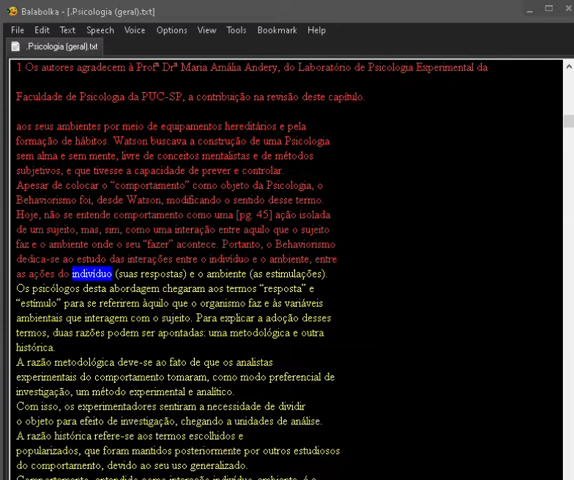 Balabolka - [.Psicologia (geral).txt]
File Edit Text Speech Voice Options View Tools Bookmark Help
.Psicologia (geral).txt
1 Os autores agradecem à Profª Drª Maria Amália Andery, do Laboratório de Psicologia Experimental da
Faculdade de Psicologia da PUC-SP, a contribuição na revisão deste capítulo.
aos seus ambientes por meio de equipamentos hereditários e pela
formação de hábitos. Watson buscava a construção de uma Psicologia
sem alma e sem mente, livre de conceitos mentalistas e de métodos
subjetivos, e que tivesse a capacidade de prever e controlar.
Apesar de colocar o “comportamento” como objeto da Psicologia, o
Behaviorismo foi, desde Watson, modificando o sentido desse termo.
Hoje, não se entende comportamento como uma [pg. 45] ação isolada
de um sujeito, mas, sim, como uma interação entre aquilo que o sujeito
faz e o ambiente onde o seu “fazer” acontece. Portanto, o Behaviorismo
dedica-se ao estudo das interações entre o indivíduo e o ambiente, entre
as ações do indivíduo (suas respostas) e o ambiente (as estimulações).
Os psicólogos desta abordagem chegaram aos termos “resposta” e
“estímulo” para se referirem àquilo que o organismo faz e às variáveis
ambientais que interagem com o sujeito. Para explicar a adoção desses
termos, duas razões podem ser apontadas: uma metodológica e outra
histórica.
A razão metodológica deve-se ao fato de que os analistas
experimentais do comportamento tomaram, como modo preferencial de
investigação, um método experimental e analítico.
Com isso, os experimentadores sentiram a necessidade de dividir
o objeto para efeito de investigação, chegando a unidades de análise.
A razão histórica refere-se aos termos escolhidos e
popularizados, que foram mantidos posteriormente por outros estudiosos
do comportamento, devido ao seu uso generalizado.
Comportamento, entendido como interação indivíduo-ambiente, é a